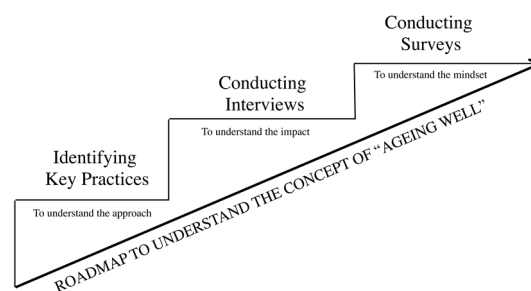 Conducting
Surveys
To understand the mindset
Conducting
Interviews
To understand the impact
Identifying
Key Practices
To understand the approach
ROADMAP TO UNDERSTAND THE CONCEPT OF “AGEING WELL”